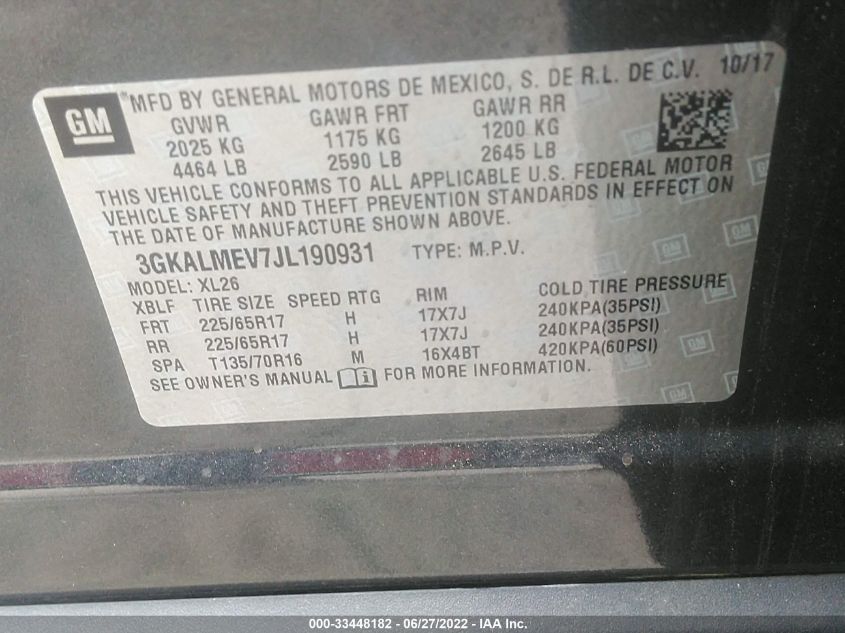 GM
®MFD BY GENERAL MOTORS DE MEXICO, S. DE R.L. DE C.V. 10/17
GVWR GAWR FRT GAWR RR
2025 KG 1175 KG 1200 KG
4464 LB 2590 LB 2645 LB
THIS VEHICLE CONFORMS TO ALL APPLICABLE U.S. FEDERAL MOTOR
VEHICLE SAFETY AND THEFT PREVENTION STANDARDS IN EFFECT ON
THE DATE OF MANUFACTURE SHOWN ABOVE.
3GKALMEV7JL190931 TYPE: M.P.V.
MODEL: XL26
XBLF TIRE SIZE SPEED RTG RIM COLD TIRE PRESSURE
FRT 225/65R17 H 17X7J 240KPA(35PSI)
RR 225/65R17 H 17X7J 240KPA(35PSI)
SPA T135/70R16 M 16X4BT 420KPA(60PSI)
SEE OWNER'S MANUAL i FOR MORE INFORMATION.
000-33448182 - 06/27/2022 - IAA Inc.